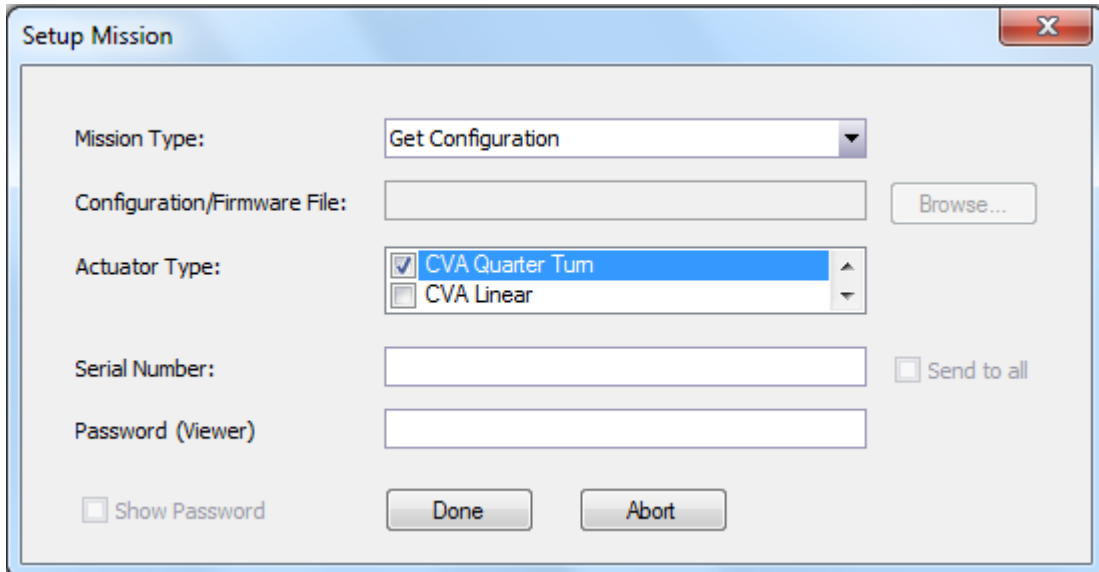 Setup Mission
Mission Type: Get Configuration
Configuration/Firmware File: Browse...
Actuator Type: CVA Quarter Turn
CVA Linear
Serial Number: Send to all
Password (Viewer)
Show Password Done Abort